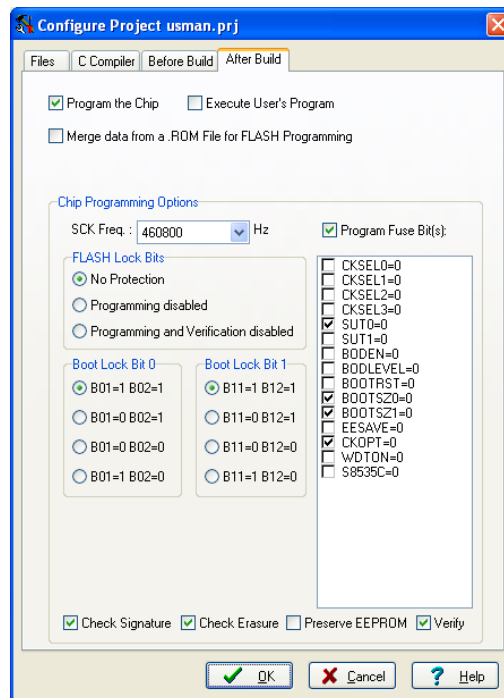 Configure Project usman.prj
Files C Compiler Before Build After Build
Program the Chip Execute User's Program
Merge data from a .ROM File for FLASH Programming
Chip Programming Options
SCK Freq. : 460800 Hz Program Fuse Bit(s):
FLASH Lock Bits
No Protection
Programming disabled
Programming and Verification disabled
Boot Lock Bit 0
B01=1 B02=1
B01=0 B02=1
B01=0 B02=0
B01=1 B02=0
Boot Lock Bit 1
B11=1 B12=1
B11=0 B12=1
B11=0 B12=0
B11=1 B12=0
CKSEL0=0
CKSEL1=0
CKSEL2=0
CKSEL3=0
SUT0=0
SUT1=0
BODEN=0
BODLEVEL=0
BOOTRST=0
BOOTSZ0=0
BOOTSZ1=0
EESAVE=0
CKOPT=0
WDTON=0
S8535C=0
Check Signature Check Erasure Preserve EEPROM Verify
OK Cancel Help